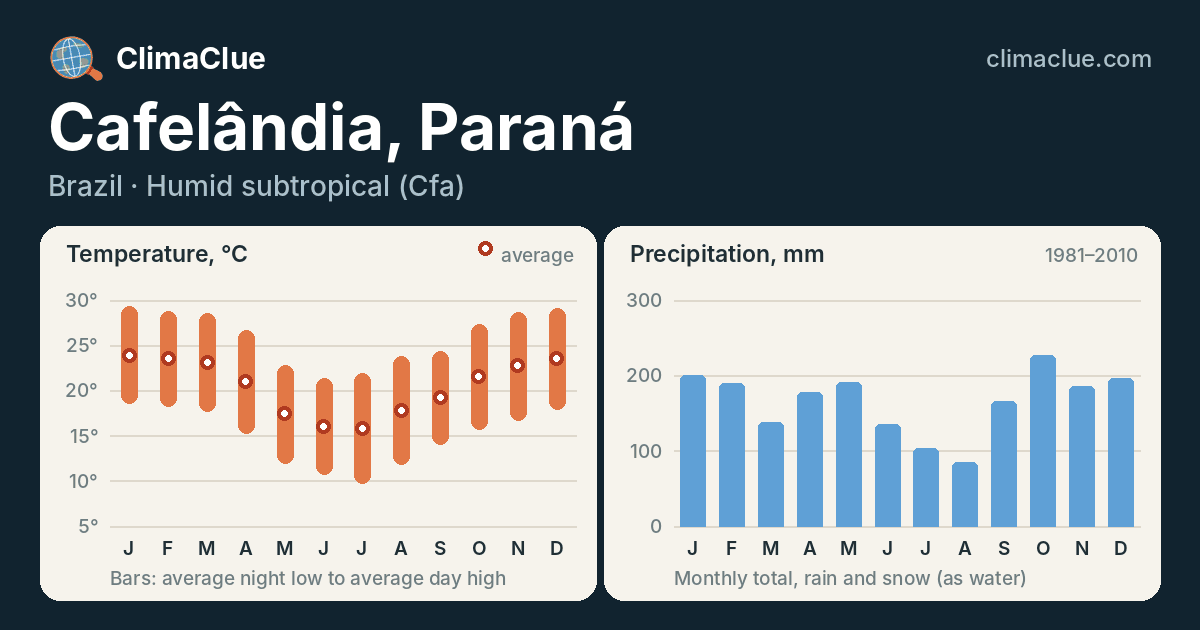 ClimaClue
climaclue.com
Cafelândia, Paraná
Brazil · Humid subtropical (Cfa)
Temperature, °C
average
30°
25°
20°
15°
10°
5°
J F M A M J J A S O N D
Bars: average night low to average day high
Precipitation, mm
1981–2010
300
200
100
0
J F M A M J J A S O N D
Monthly total, rain and snow (as water)